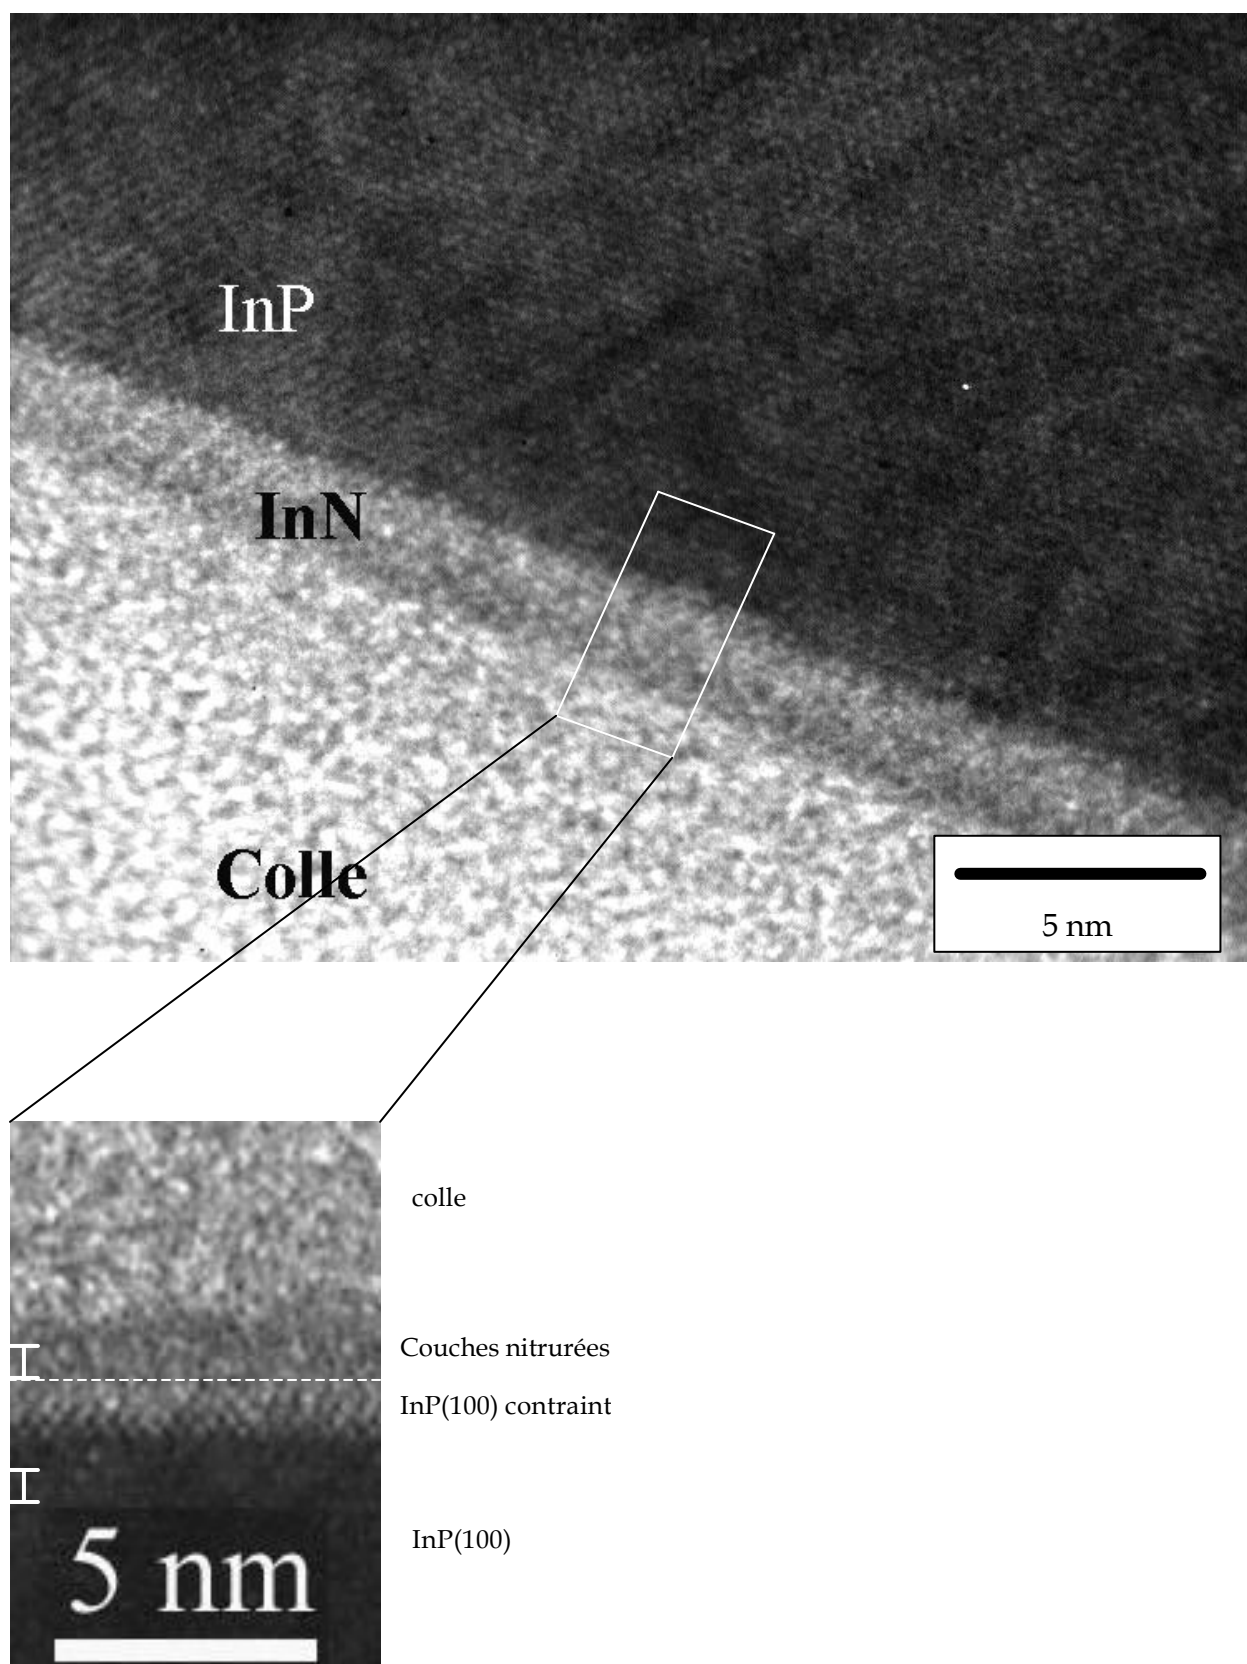 InP
InN
Colle
5 nm
colle
Couches nitrurées
InP(100) contraint
InP(100)
5 nm